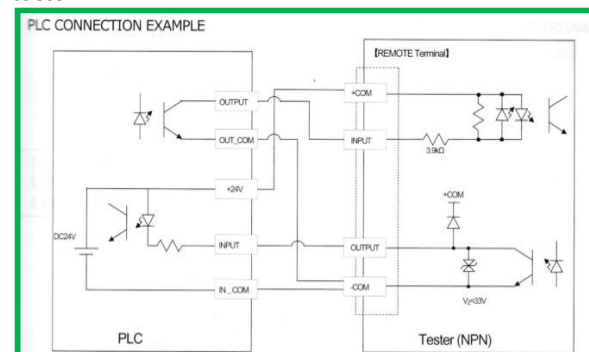 PLC CONNECTION EXAMPLE
【REMOTE Terminal】
+COM
OUTPUT
OUT_COM
INPUT
3.9kΩ
+24V
+COM
DC24V
INPUT
OUTPUT
IN_COM
-COM
Vz=33V
PLC
Tester (NPN)